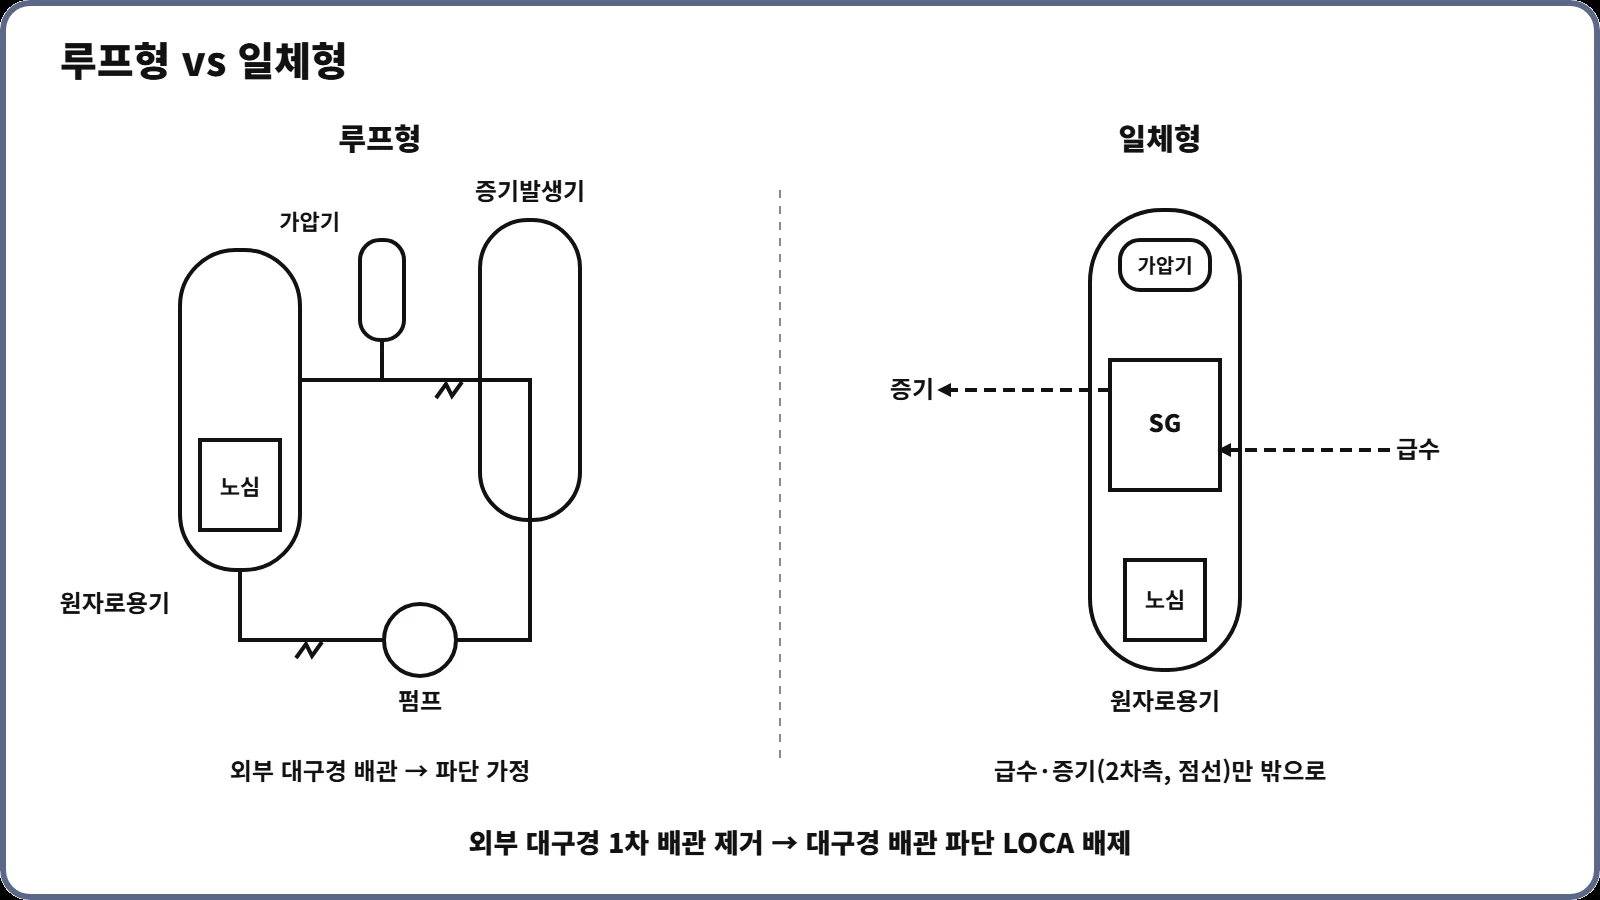 루프형 vs 일체형
루프형
증기발생기
가압기
노심
원자로용기
펌프
외부 대구경 배관 → 파단 가정
일체형
가압기
증기
SG
급수
노심
원자로용기
급수·증기(2차측, 점선)만 밖으로
외부 대구경 1차 배관 제거 → 대구경 배관 파단 LOCA 배제